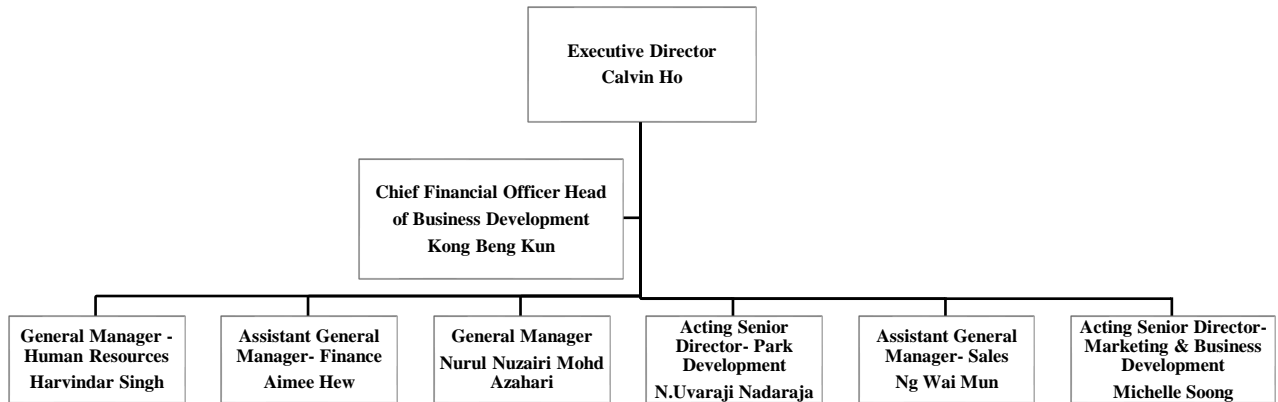 Executive Director
Calvin Ho
Chief Financial Officer Head
of Business Development
Kong Beng Kun
General Manager -
Human Resources
Harvindar Singh
Assistant General
Manager- Finance
Aimee Hew
General Manager
Nurul Nuzairi Mohd
Azahari
Acting Senior
Director- Park
Development
N.Uvaraji Nadaraja
Assistant General
Manager- Sales
Ng Wai Mun
Acting Senior Director-
Marketing & Business
Development
Michelle Soong